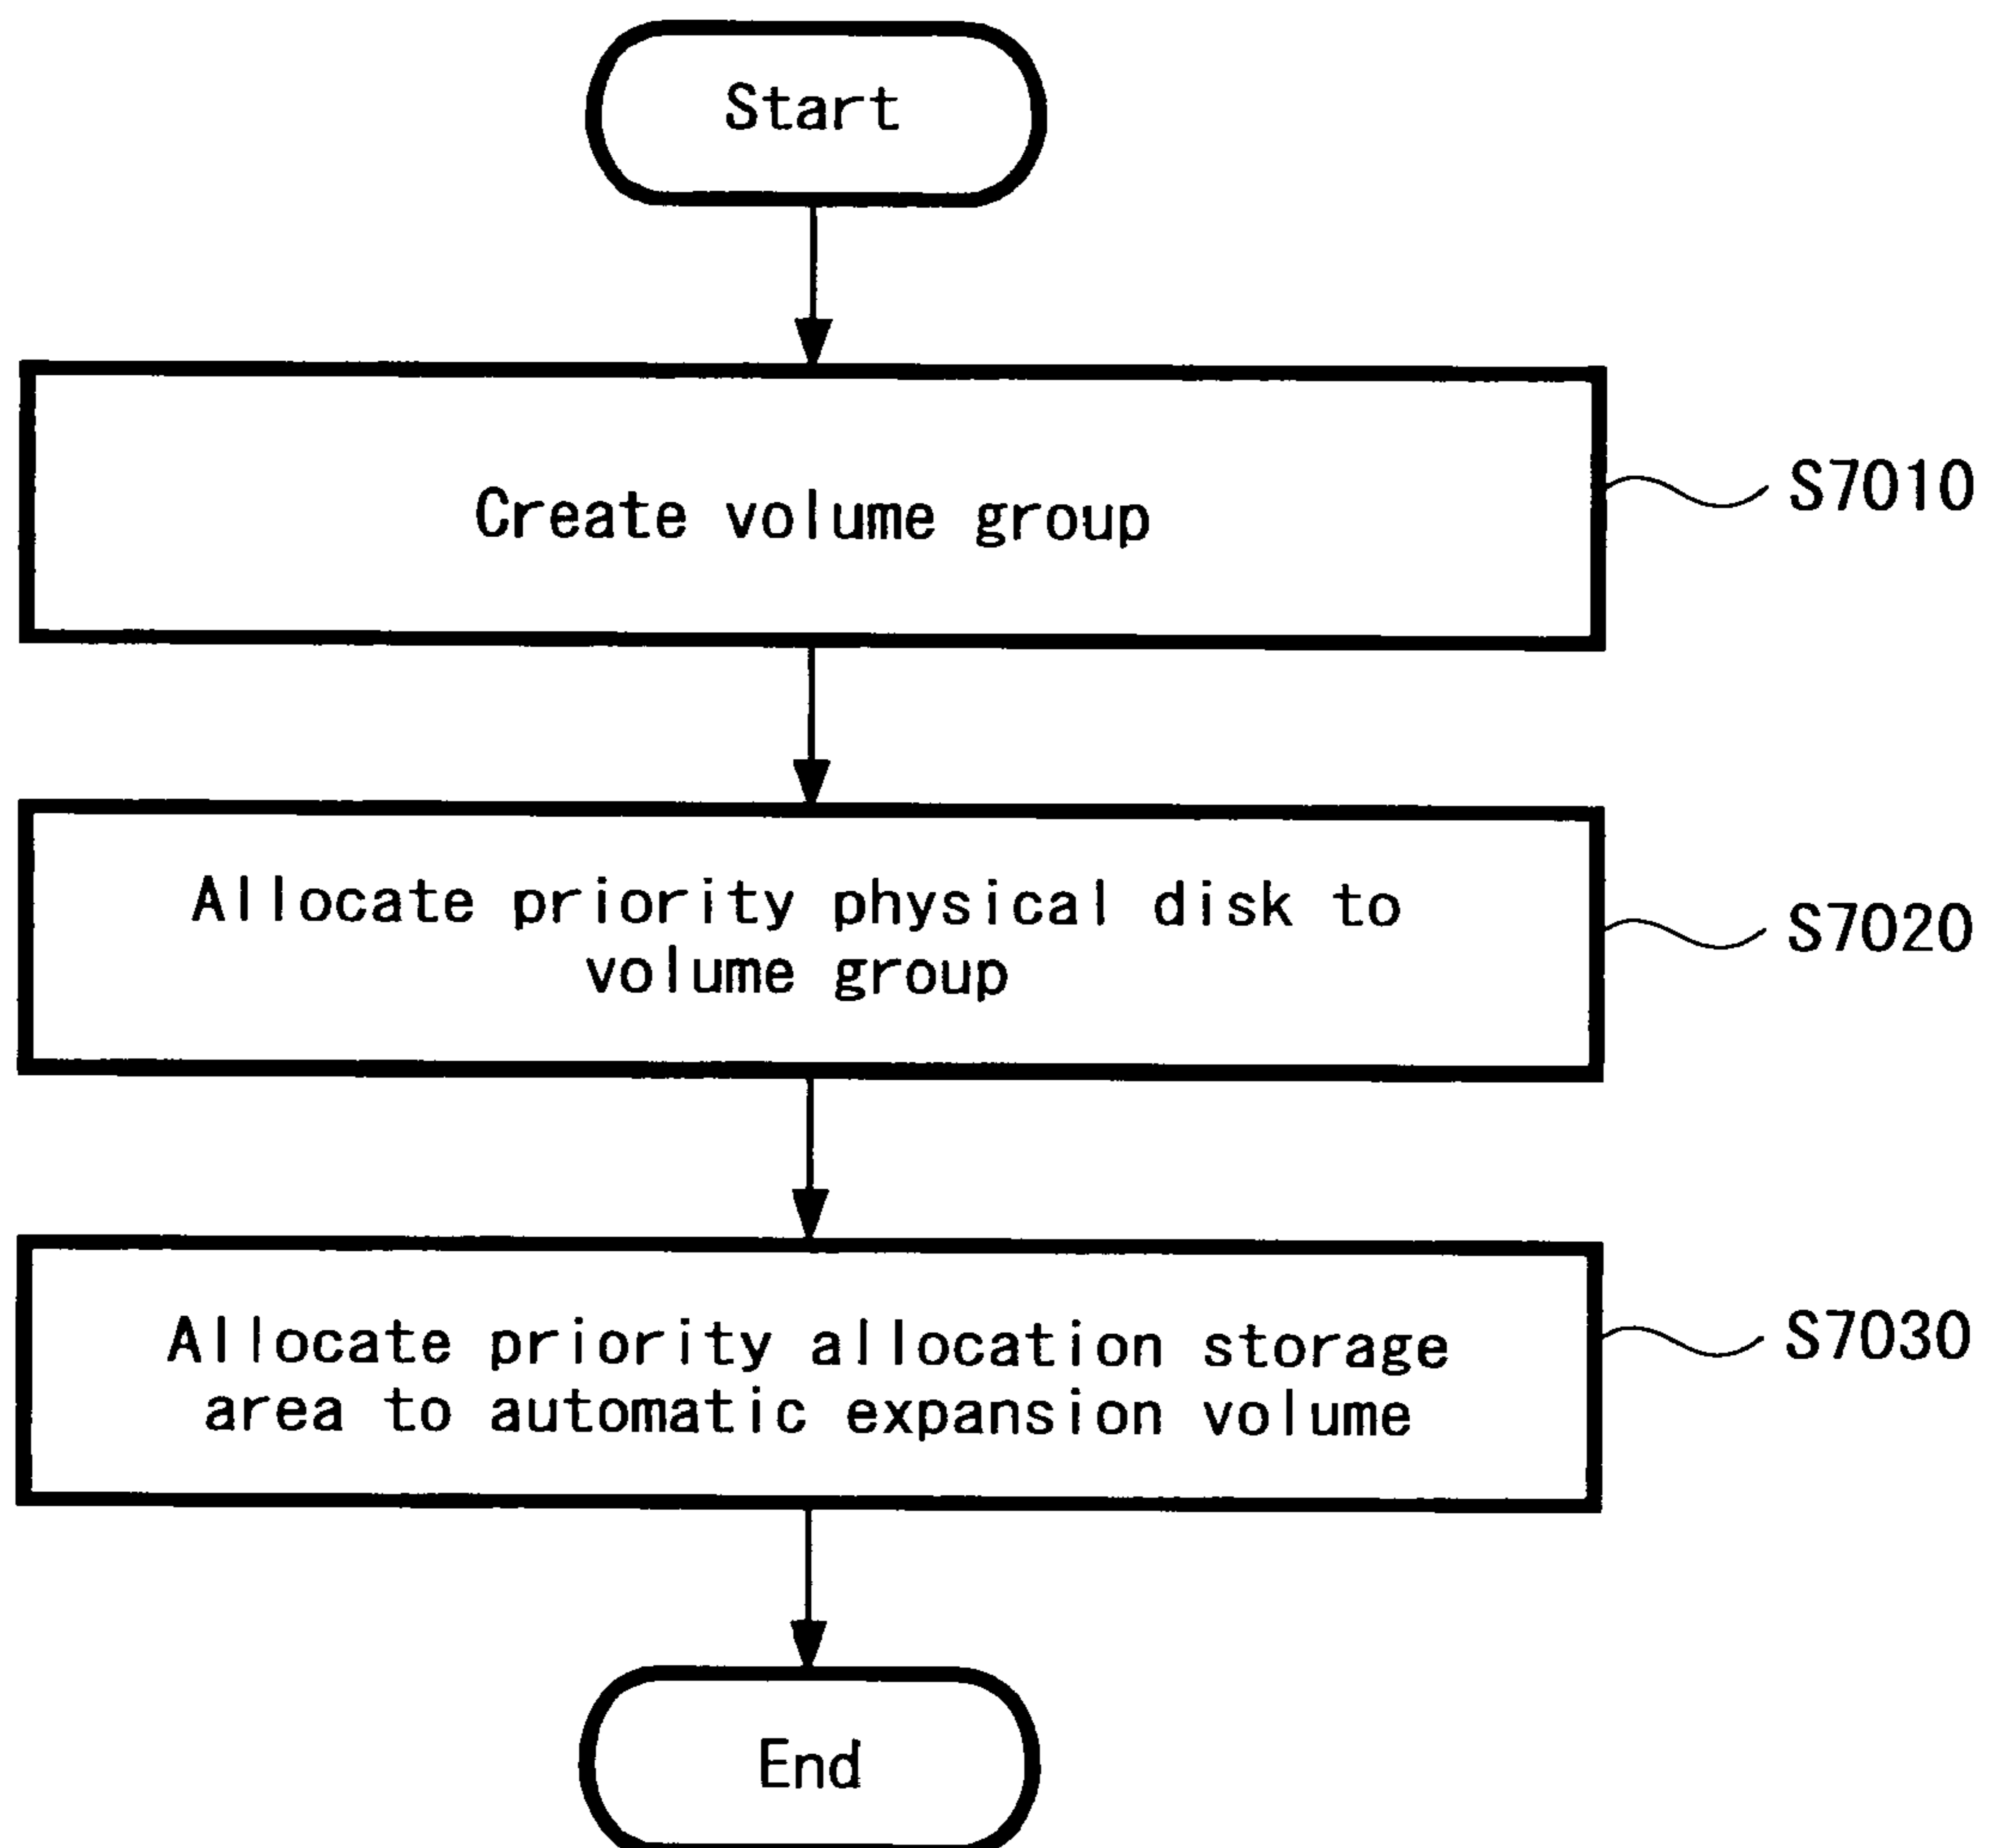 Start
Create volume group
S7010
Allocate priority physical disk to
volume group
S7020
Allocate priority allocation storage
area to automatic expansion volume
S7030
End